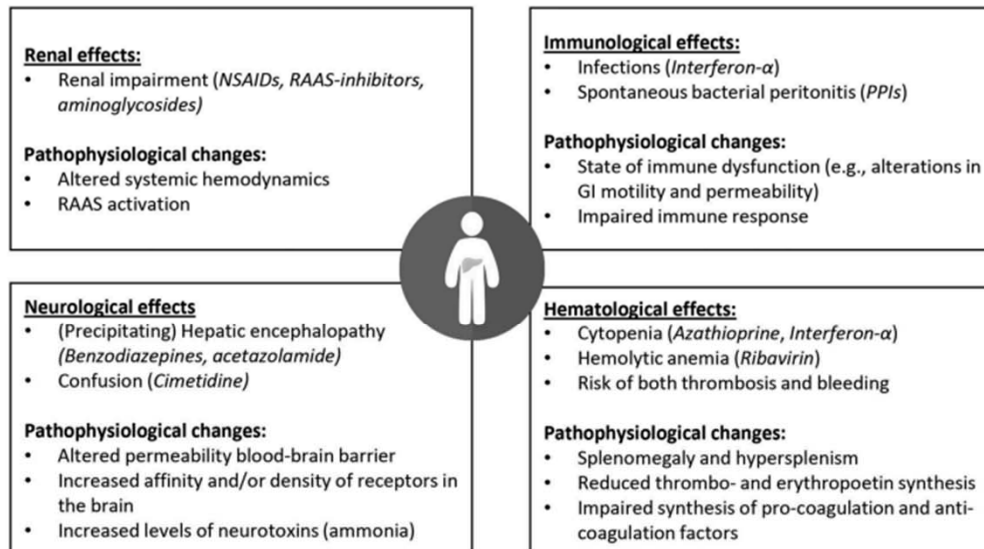 Renal effects:
• Renal impairment (NSAIDs, RAAS-inhibitors,
aminoglycosides)
Pathophysiological changes:
• Altered systemic hemodynamics
• RAAS activation
Immunological effects:
• Infections (Interferon-α)
• Spontaneous bacterial peritonitis (PPIs)
Pathophysiological changes:
• State of immune dysfunction (e.g., alterations in
GI motility and permeability)
• Impaired immune response
Neurological effects
• (Precipitating) Hepatic encephalopathy
(Benzodiazepines, acetazolamide)
• Confusion (Cimetidine)
Pathophysiological changes:
• Altered permeability blood-brain barrier
• Increased affinity and/or density of receptors in
the brain
• Increased levels of neurotoxins (ammonia)
Hematological effects:
• Cytopenia (Azathioprine, Interferon-α)
• Hemolytic anemia (Ribavirin)
• Risk of both thrombosis and bleeding
Pathophysiological changes:
• Splenomegaly and hypersplenism
• Reduced thrombo- and erythropoetin synthesis
• Impaired synthesis of pro-coagulation and anti-
coagulation factors